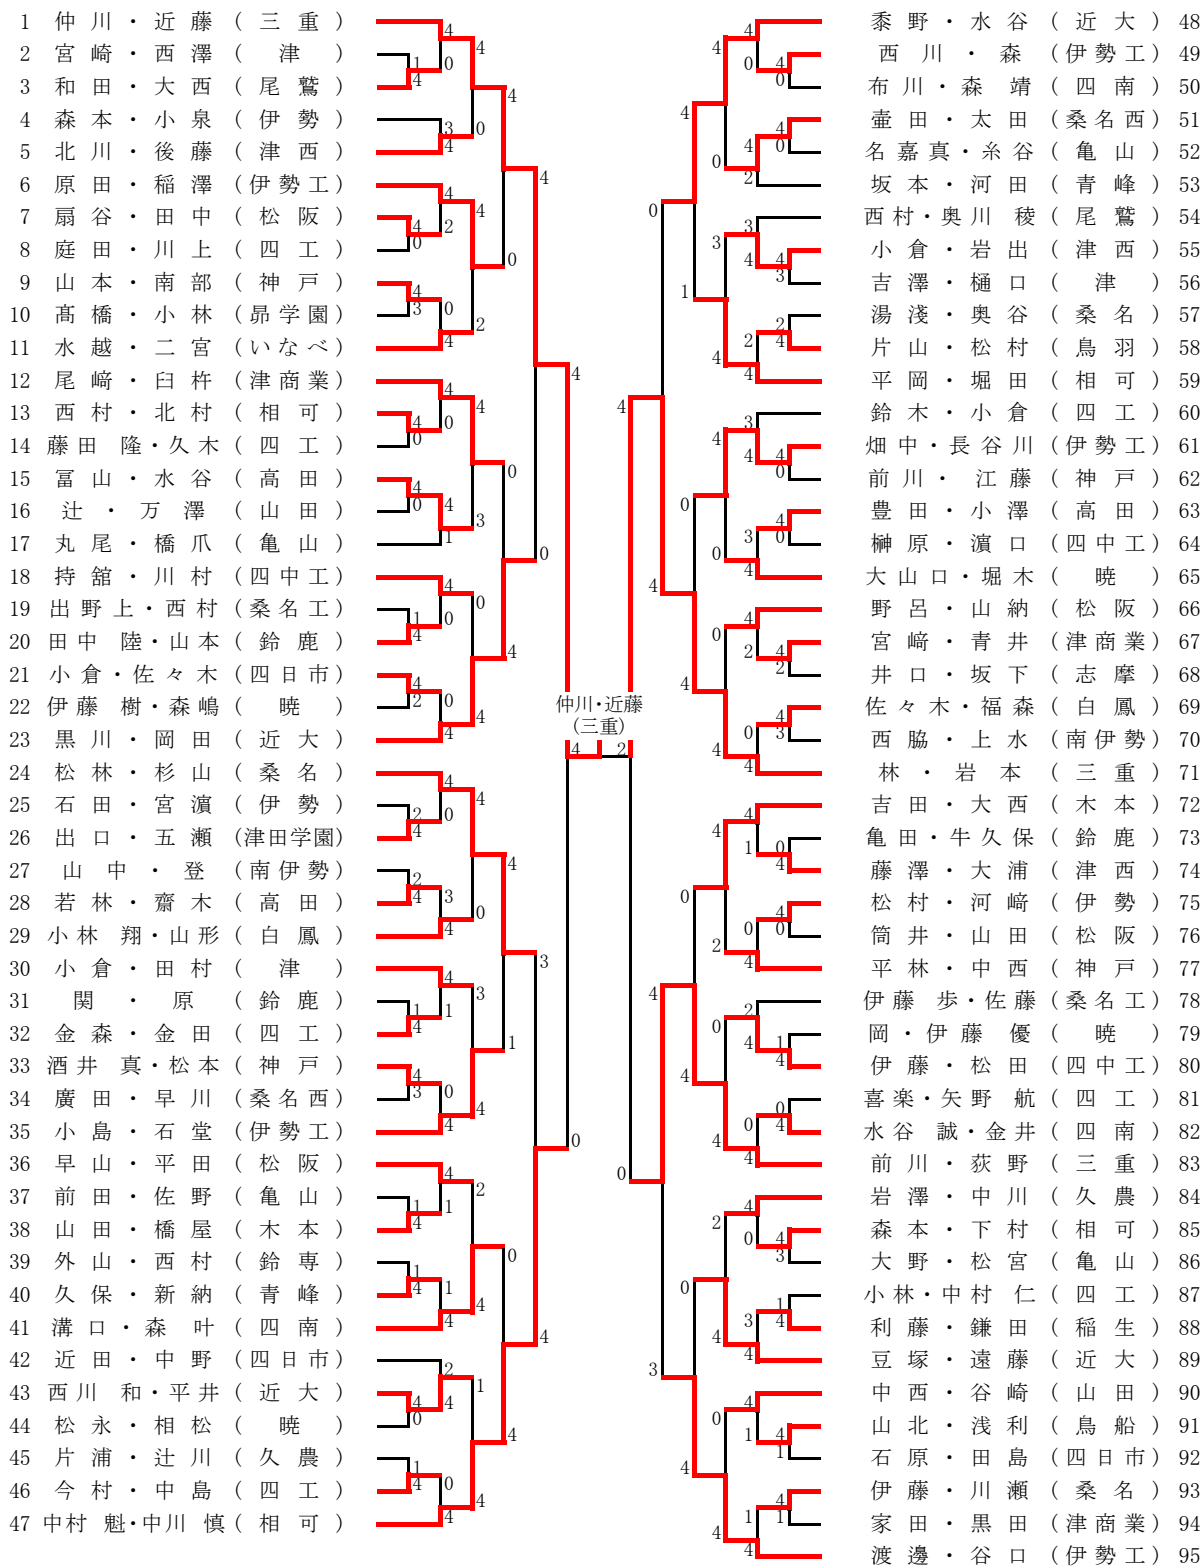 1 仲川・近藤(三重)
2 宮崎・西澤(津)
3 和田・大西(尾鷲)
4 森本・小泉(伊勢)
5 北川・後藤(津西)
6 原田・稲澤(伊勢工)
7 扇谷・田中(松阪)
8 庭田・川上(四工)
9 山本・南部(神戸)
10 髙橋・小林(昴学園)
11 水越・二宮(いなべ)
12 尾﨑・臼杵(津商業)
13 西村・北村(相可)
14 藤田 隆・久木(四工)
15 冨山・水谷(高田)
16 辻・万澤(山田)
17 丸尾・橋爪(亀山)
18 持舘・川村(四中工)
19 出野上・西村(桑名工)
20 田中 陸・山本(鈴鹿)
21 小倉・佐々木(四日市)
22 伊藤 樹・森嶋(暁)
23 黒川・岡田(近大)
24 松林・杉山(桑名)
25 石田・宮濵(伊勢)
26 出口・五瀬(津田学園)
27 山中・登(南伊勢)
28 若林・齋木(高田)
29 小林 翔・山形(白鳳)
30 小倉・田村(津)
31 関・原(鈴鹿)
32 金森・金田(四工)
33 酒井 真・松本(神戸)
34 廣田・早川(桑名西)
35 小島・石堂(伊勢工)
36 早山・平田(松阪)
37 前田・佐野(亀山)
38 山田・橋屋(木本)
39 外山・西村(鈴専)
40 久保・新納(青峰)
41 溝口・森 叶(四南)
42 近田・中野(四日市)
43 西川 和・平井(近大)
44 松永・相松(暁)
45 片浦・辻川(久農)
46 今村・中島(四工)
47 中村 魁・中川 慎(相可)
仲川・近藤
(三重)
4 2
黍野・水谷(近大) 48
西川・森(伊勢工) 49
布川・森 靖(四南) 50
壷田・太田(桑名西) 51
名嘉真・糸谷(亀山) 52
坂本・河田(青峰) 53
西村・奥川 稜(尾鷲) 54
小倉・岩出(津西) 55
吉澤・樋口(津) 56
湯淺・奥谷(桑名) 57
片山・松村(鳥羽) 58
平岡・堀田(相可) 59
鈴木・小倉(四工) 60
畑中・長谷川(伊勢工) 61
前川・江藤(神戸) 62
豊田・小澤(高田) 63
榊原・濵口(四中工) 64
大山口・堀木(暁) 65
野呂・山納(松阪) 66
宮﨑・青井(津商業) 67
井口・坂下(志摩) 68
佐々木・福森(白鳳) 69
西脇・上水(南伊勢) 70
林・岩本(三重) 71
吉田・大西(木本) 72
亀田・牛久保(鈴鹿) 73
藤澤・大浦(津西) 74
松村・河﨑(伊勢) 75
筒井・山田(松阪) 76
平林・中西(神戸) 77
伊藤 歩・佐藤(桑名工) 78
岡・伊藤 優(暁) 79
伊藤・松田(四中工) 80
喜楽・矢野 航(四工) 81
水谷 誠・金井(四南) 82
前川・荻野(三重) 83
岩澤・中川(久農) 84
森本・下村(相可) 85
大野・松宮(亀山) 86
小林・中村 仁(四工) 87
利藤・鎌田(稲生) 88
豆塚・遠藤(近大) 89
中西・谷崎(山田) 90
山北・浅利(鳥船) 91
石原・田島(四日市) 92
伊藤・川瀬(桑名) 93
家田・黒田(津商業) 94
渡邊・谷口(伊勢工) 95